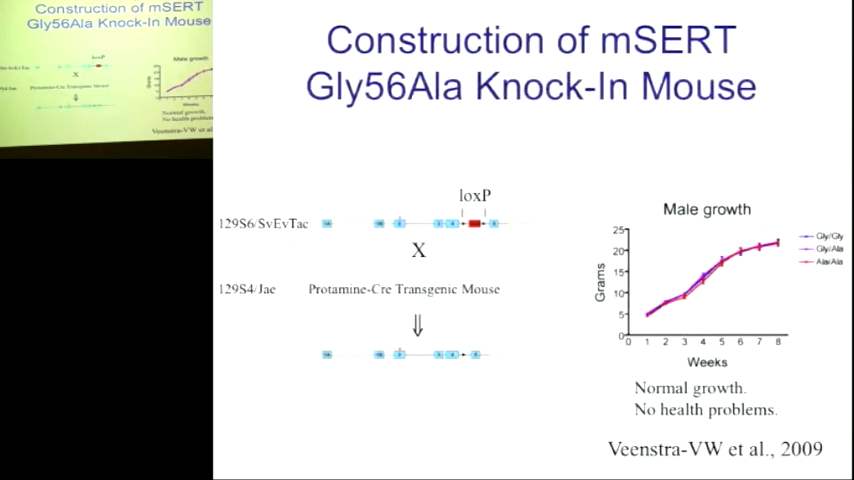 Construction of mSERT
Gly56Ala Knock-In Mouse
Construction of mSERT
Gly56Ala Knock-In Mouse
loxP
129S6/SvEvTac
X
129S4/Jae
Protamine-Cre Transgenic Mouse
Male growth
25
20
15
10
5
0
Grams
0 1 2 3 4 5 6 7 8
Weeks
Gly/Gly
Gly/Ala
Ala/Ala
Normal growth.
No health problems.
Veenstra-VW et al., 2009
loxP
X
Protamine-Cre Transgenic Mouse
Male growth
Weeks
Normal growth.
No health problem
Veenstra-VW et al